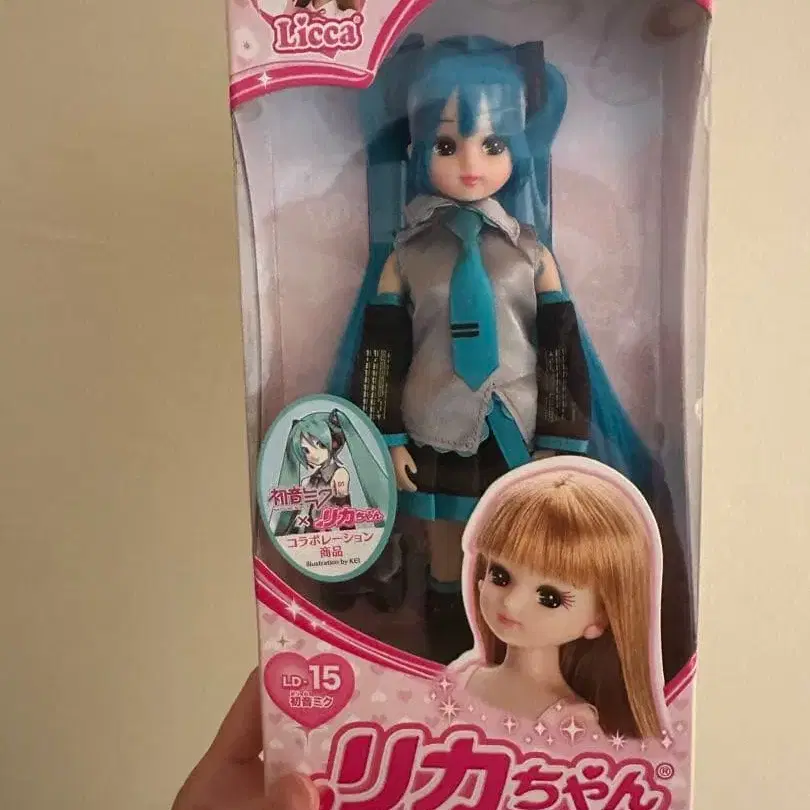 Licca®
初音ミク
×リカちゃん
コラボレーション
商品
Illustration by KEI
LD-15
初音ミク
リカちゃん®